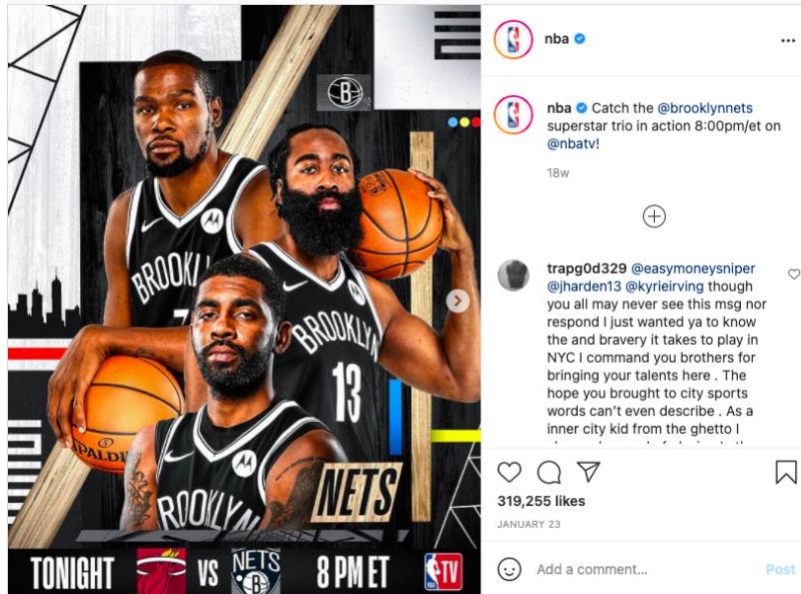 B
BROOKL
7
BROOKLYN
13
SPALDI
BROOKLYN
NETS
TONIGHT
VS
NETS
B
8 PM ET
TV
nba
nba Catch the @brooklynnets
superstar trio in action 8:00pm/et on
@nbatv!
18w
trapg0d329 @easymoneysniper
@jharden13 @kyrieirving though
you all may never see this msg nor
respond I just wanted ya to know
the and bravery it takes to play in
NYC I command you brothers for
bringing your talents here . The
hope you brought to city sports
words can't even describe . As a
inner city kid from the ghetto I
319,255 likes
JANUARY 23
Add a comment...
Post